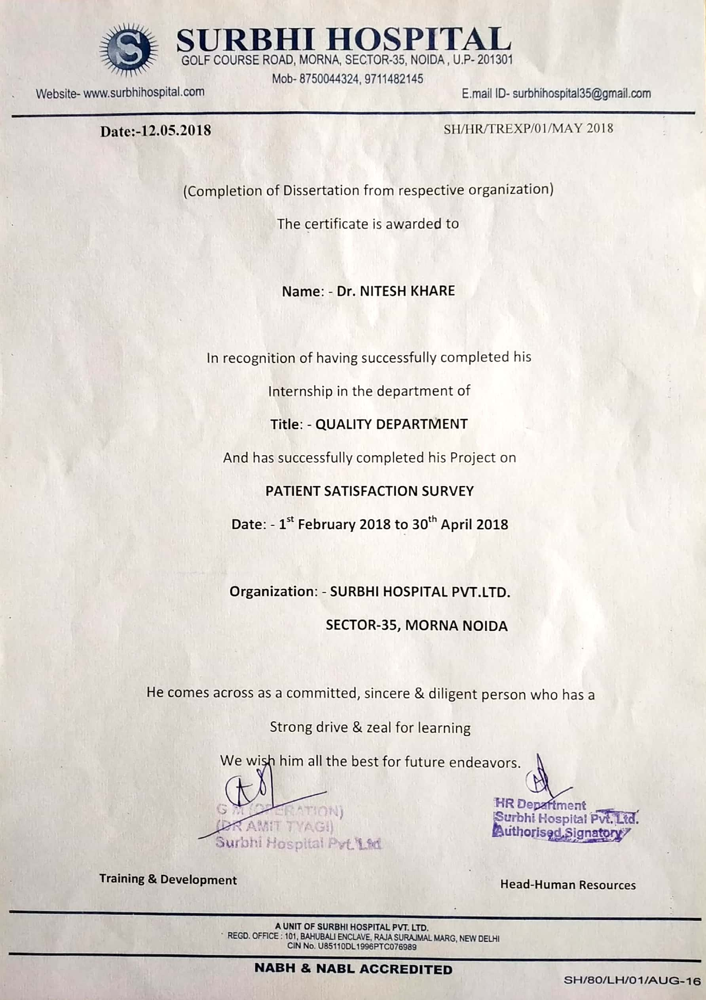 S
SURBHI HOSPITAL
GOLF COURSE ROAD, MORNA, SECTOR-35, NOIDA , U.P- 201301
Mob- 8750044324, 9711482145
Website- www.surbhihospital.com
E.mail ID- surbhihospital35@gmail.com
Date:-12.05.2018
SH/HR/TREXP/01/MAY 2018
(Completion of Dissertation from respective organization)
The certificate is awarded to
Name: - Dr. NITESH KHARE
In recognition of having successfully completed his
Internship in the department of
Title: - QUALITY DEPARTMENT
And has successfully completed his Project on
PATIENT SATISFACTION SURVEY
Date: - 1st February 2018 to 30th April 2018
Organization: - SURBHI HOSPITAL PVT.LTD.
SECTOR-35, MORNA NOIDA
He comes across as a committed, sincere & diligent person who has a
Strong drive & zeal for learning
We wish him all the best for future endeavors.
G M (OPERATION)
(DR AMIT TYAGI)
Surbhi Hospital Pvt. Ltd
HR Department
Surbhi Hospital Pvt. Ltd.
Authorised Signatory
Training & Development
Head-Human Resources
A UNIT OF SURBHI HOSPITAL PVT. LTD.
REGD. OFFICE : 101, BAHUBALI ENCLAVE, RAJA SURAJMAL MARG, NEW DELHI
CIN No. U85110DL1996PTC076989
NABH & NABL ACCREDITED
SH/80/LH/01/AUG-16